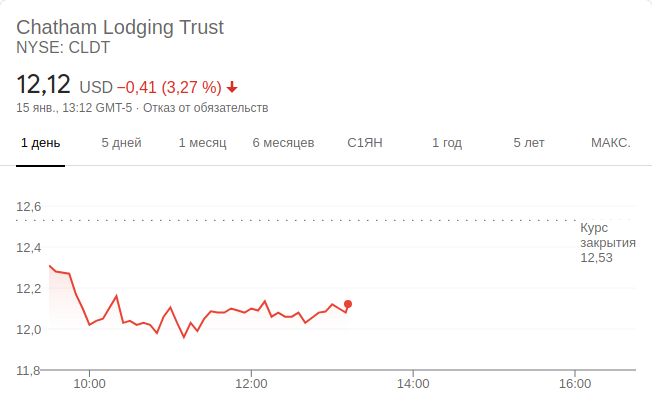 Chatham Lodging Trust
NYSE: CLDT
12,12 USD −0,41 (3,27 %)
15 янв., 13:12 GMT-5 · Отказ от обязательств
1 день 5 дней 1 месяц 6 месяцев С1ЯН 1 год 5 лет МАКС.
12,6
Курс
закрытия
12,53
12,4
12,2
12,0
11,8
10:00 12:00 14:00 16:00